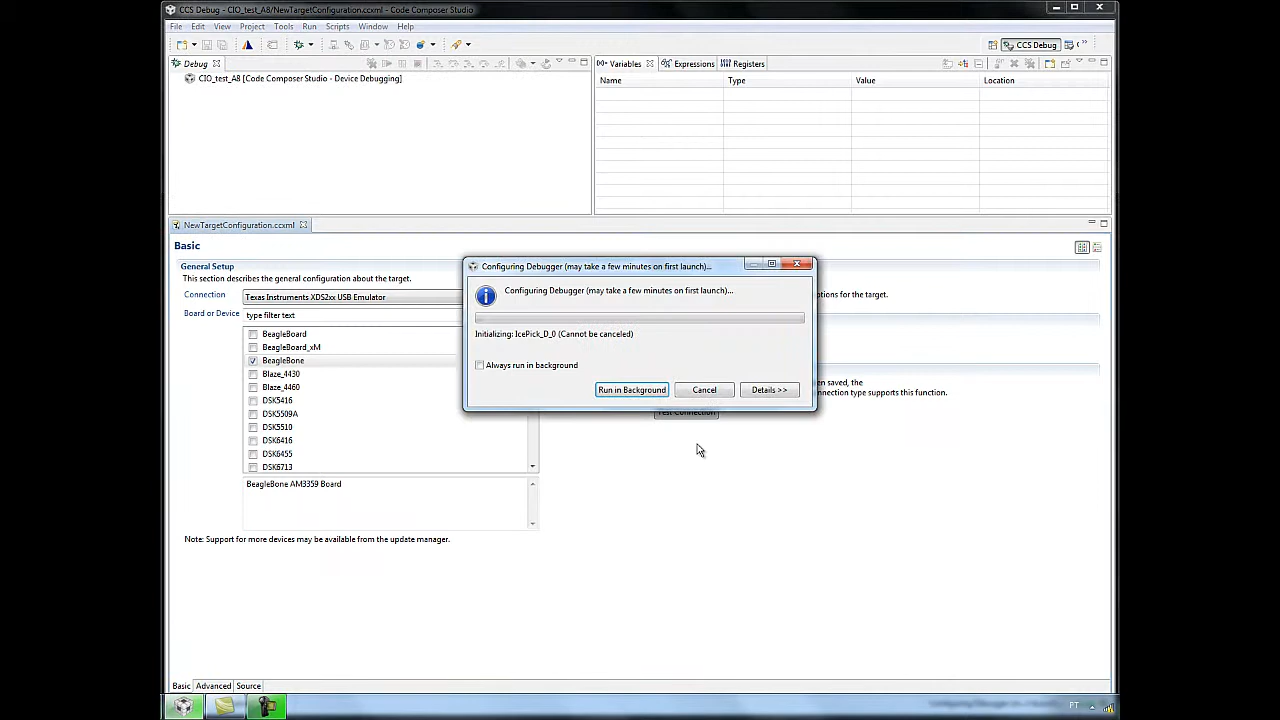 CCS Debug - CIO_test_A8/NewTargetConfiguration.ccxml - Code Composer Studio
File Edit View Project Tools Run Scripts Window Help
CCS Debug
Debug
Variables Expressions Registers
CIO_test_A8 [Code Composer Studio - Device Debugging]
Name Type Value Location
NewTargetConfiguration.ccxml
Basic
General Setup
This section describes the general configuration about the target.
Connection
Texas Instruments XDS2xx USB Emulator
Board or Device
type filter text
BeagleBoard
BeagleBoard_xM
BeagleBone
Blaze_4430
Blaze_4460
DSK5416
DSK5509A
DSK5510
DSK6416
DSK6455
DSK6713
BeagleBone AM3359 Board
Note: Support for more devices may be available from the update manager.
Configuring Debugger (may take a few minutes on first launch)...
Configuring Debugger (may take a few minutes on first launch)...
Initializing: IcePick_D_0 (Cannot be canceled)
Always run in background
Run in Background Cancel Details >>
ptions for the target.
en saved, the
nnection type supports this function.
Test Connection
Basic Advanced Source
PT